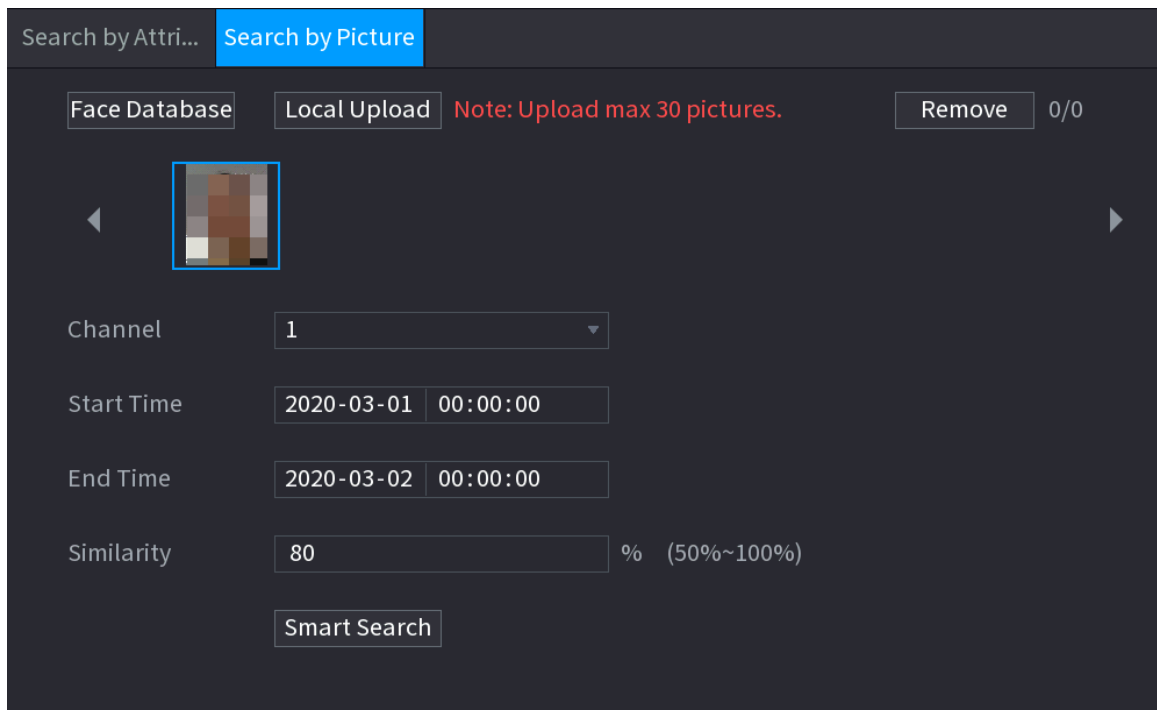 Search by Attri... Search by Picture
Face Database Local Upload Note: Upload max 30 pictures. Remove 0/0
Channel 1
Start Time 2020-03-01 00:00:00
End Time 2020-03-02 00:00:00
Similarity 80 % (50%~100%)
Smart Search